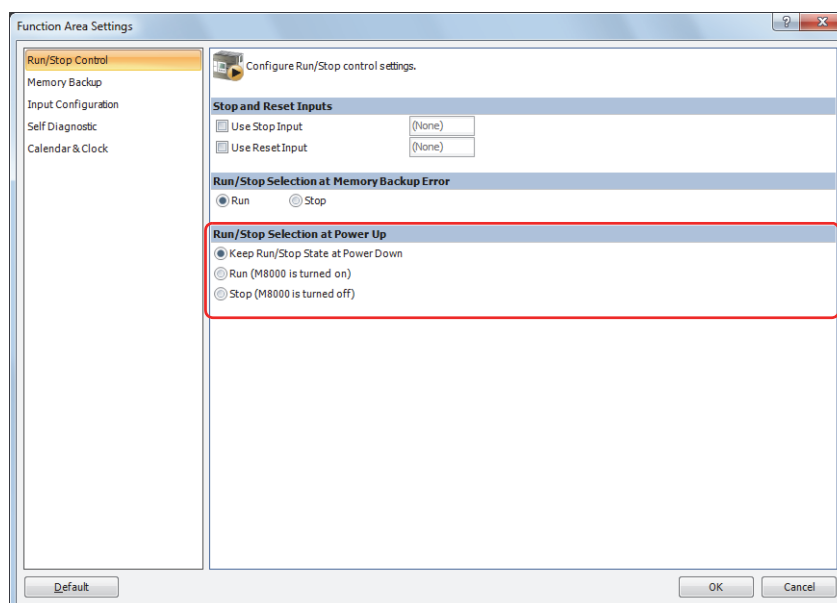 Function Area Settings
Run/Stop Control
Memory Backup
Input Configuration
Self Diagnostic
Calendar & Clock
Configure Run/Stop control settings.
Stop and Reset Inputs
Use Stop Input (None)
Use Reset Input (None)
Run/Stop Selection at Memory Backup Error
Run Stop
Run/Stop Selection at Power Up
Keep Run/Stop State at Power Down
Run (M8000 is turned on)
Stop (M8000 is turned off)
Default OK Cancel